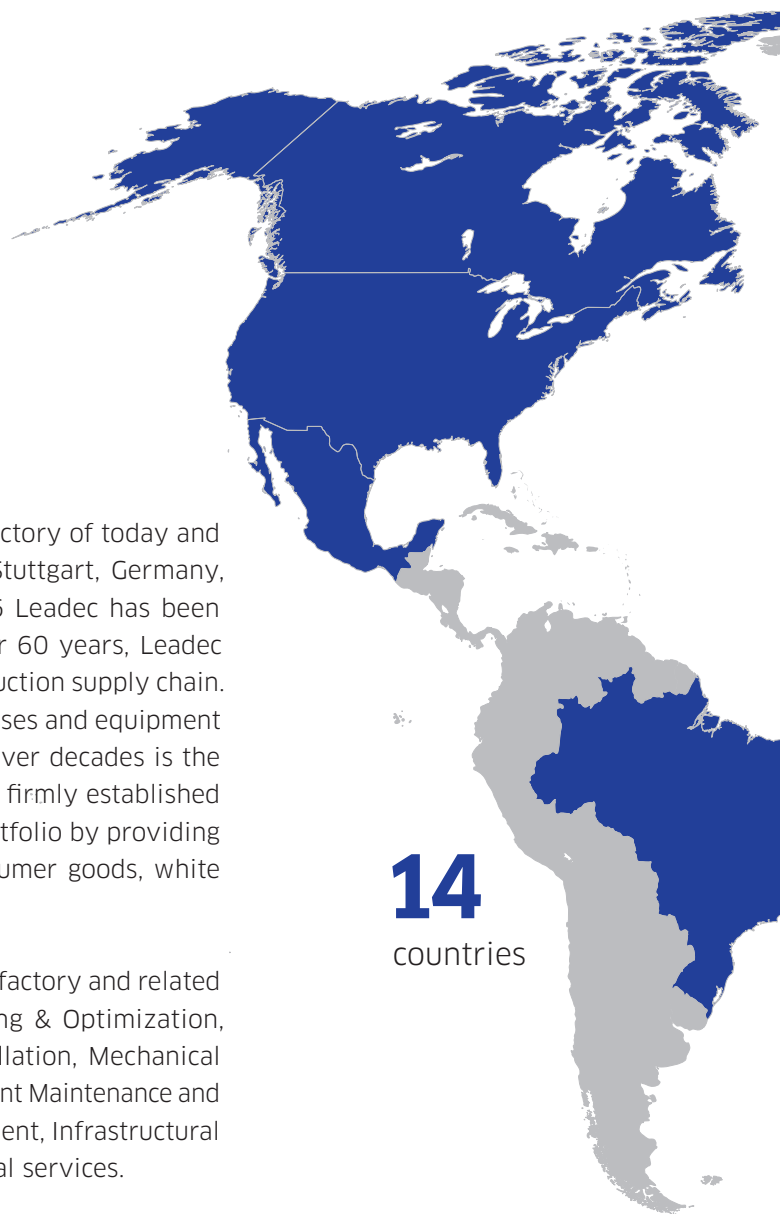 ctory of today and
Stuttgart, Germany,
Leadec has been
r 60 years, Leadec
uction supply chain.
ses and equipment
ver decades is the
firmly established
tfolio by providing
umer goods, white
factory and related
ng & Optimization,
llation, Mechanical
nt Maintenance and
ent, Infrastructural
al services.
14
countries